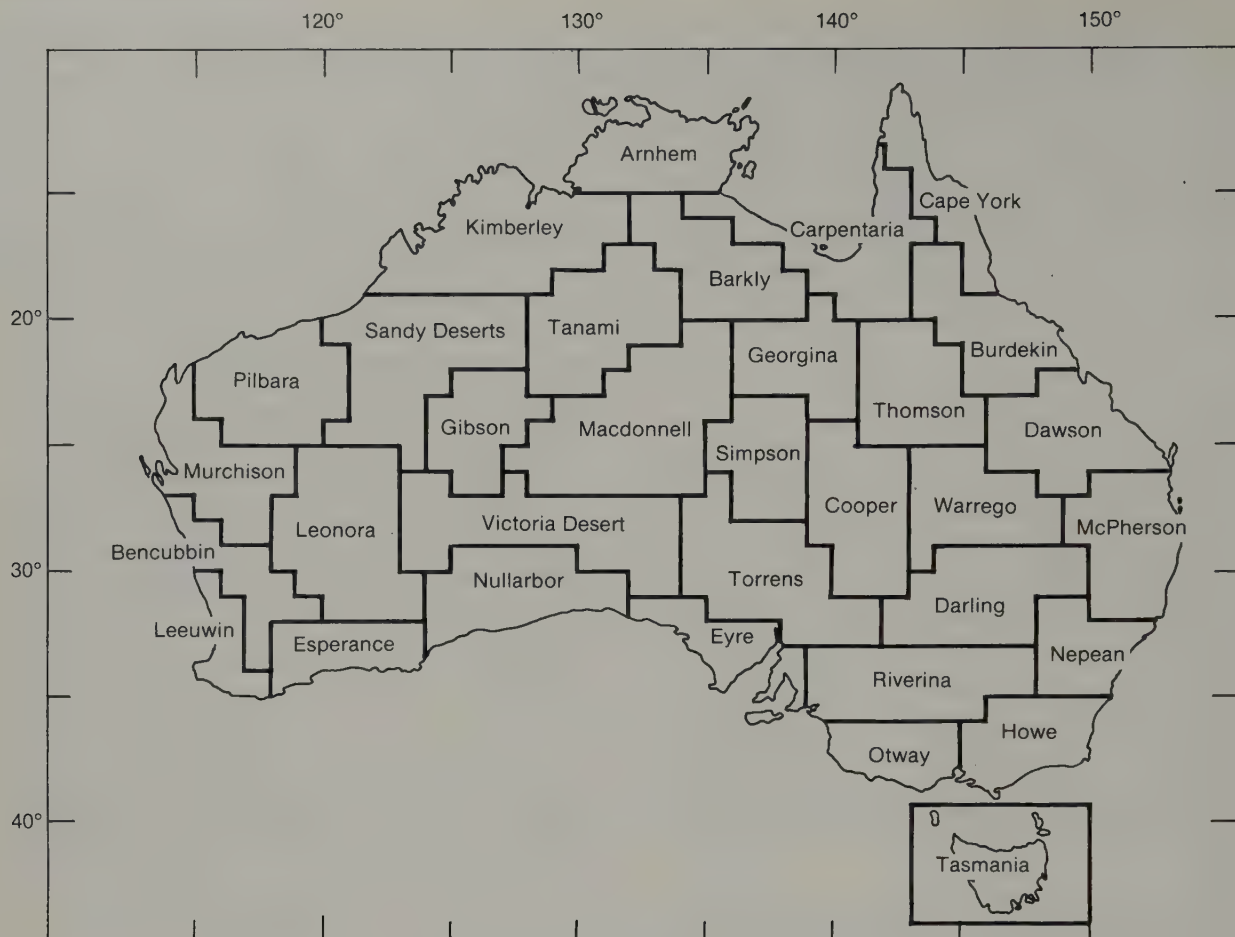 120° 130° 140° 150°
Arnhem
Cape York
Kimberley
Carpentaria
Barkly
20°
Sandy Deserts
Tanami
Georgina
Burdekin
Pilbara
Thomson
Gibson
Macdonnell
Dawson
Simpson
Murchison
Cooper
Warrego
Leonora
Victoria Desert
McPherson
Bencubbin
30°
Nullarbor
Torrens
Darling
Leeuwin
Esperance
Eyre
Nepean
Riverina
Howe
Otway
40°
Tasmania